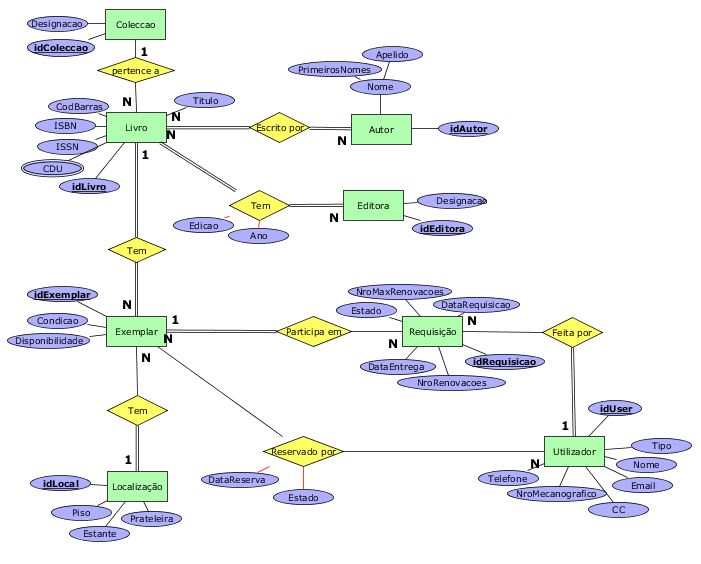 Coleccao
Designacao
idColeccao
1
pertence a
N
CodBarras
Titulo
ISBN
ISSN
CDU
idLivro
Livro
N
N
1
Escrito por
N
Apelido
PrimeirosNomes
Nome
Autor
idAutor
Tem
Edicao
Ano
N
Editora
Designacao
idEditora
Tem
N
idExemplar
Condicao
Disponibilidade
Exemplar
1
N
N
Participa em
N
NroMaxRenovacoes
Estado
DataRequisicao
N
Requisição
idRequisicao
DataEntrega
NroRenovacoes
Feita por
1
Tem
1
Reservado por
DataReserva
Estado
N
idUser
Utilizador
Tipo
Nome
Email
CC
Telefone
NroMecanografico
idLocal
Localização
Piso
Estante
Prateleira